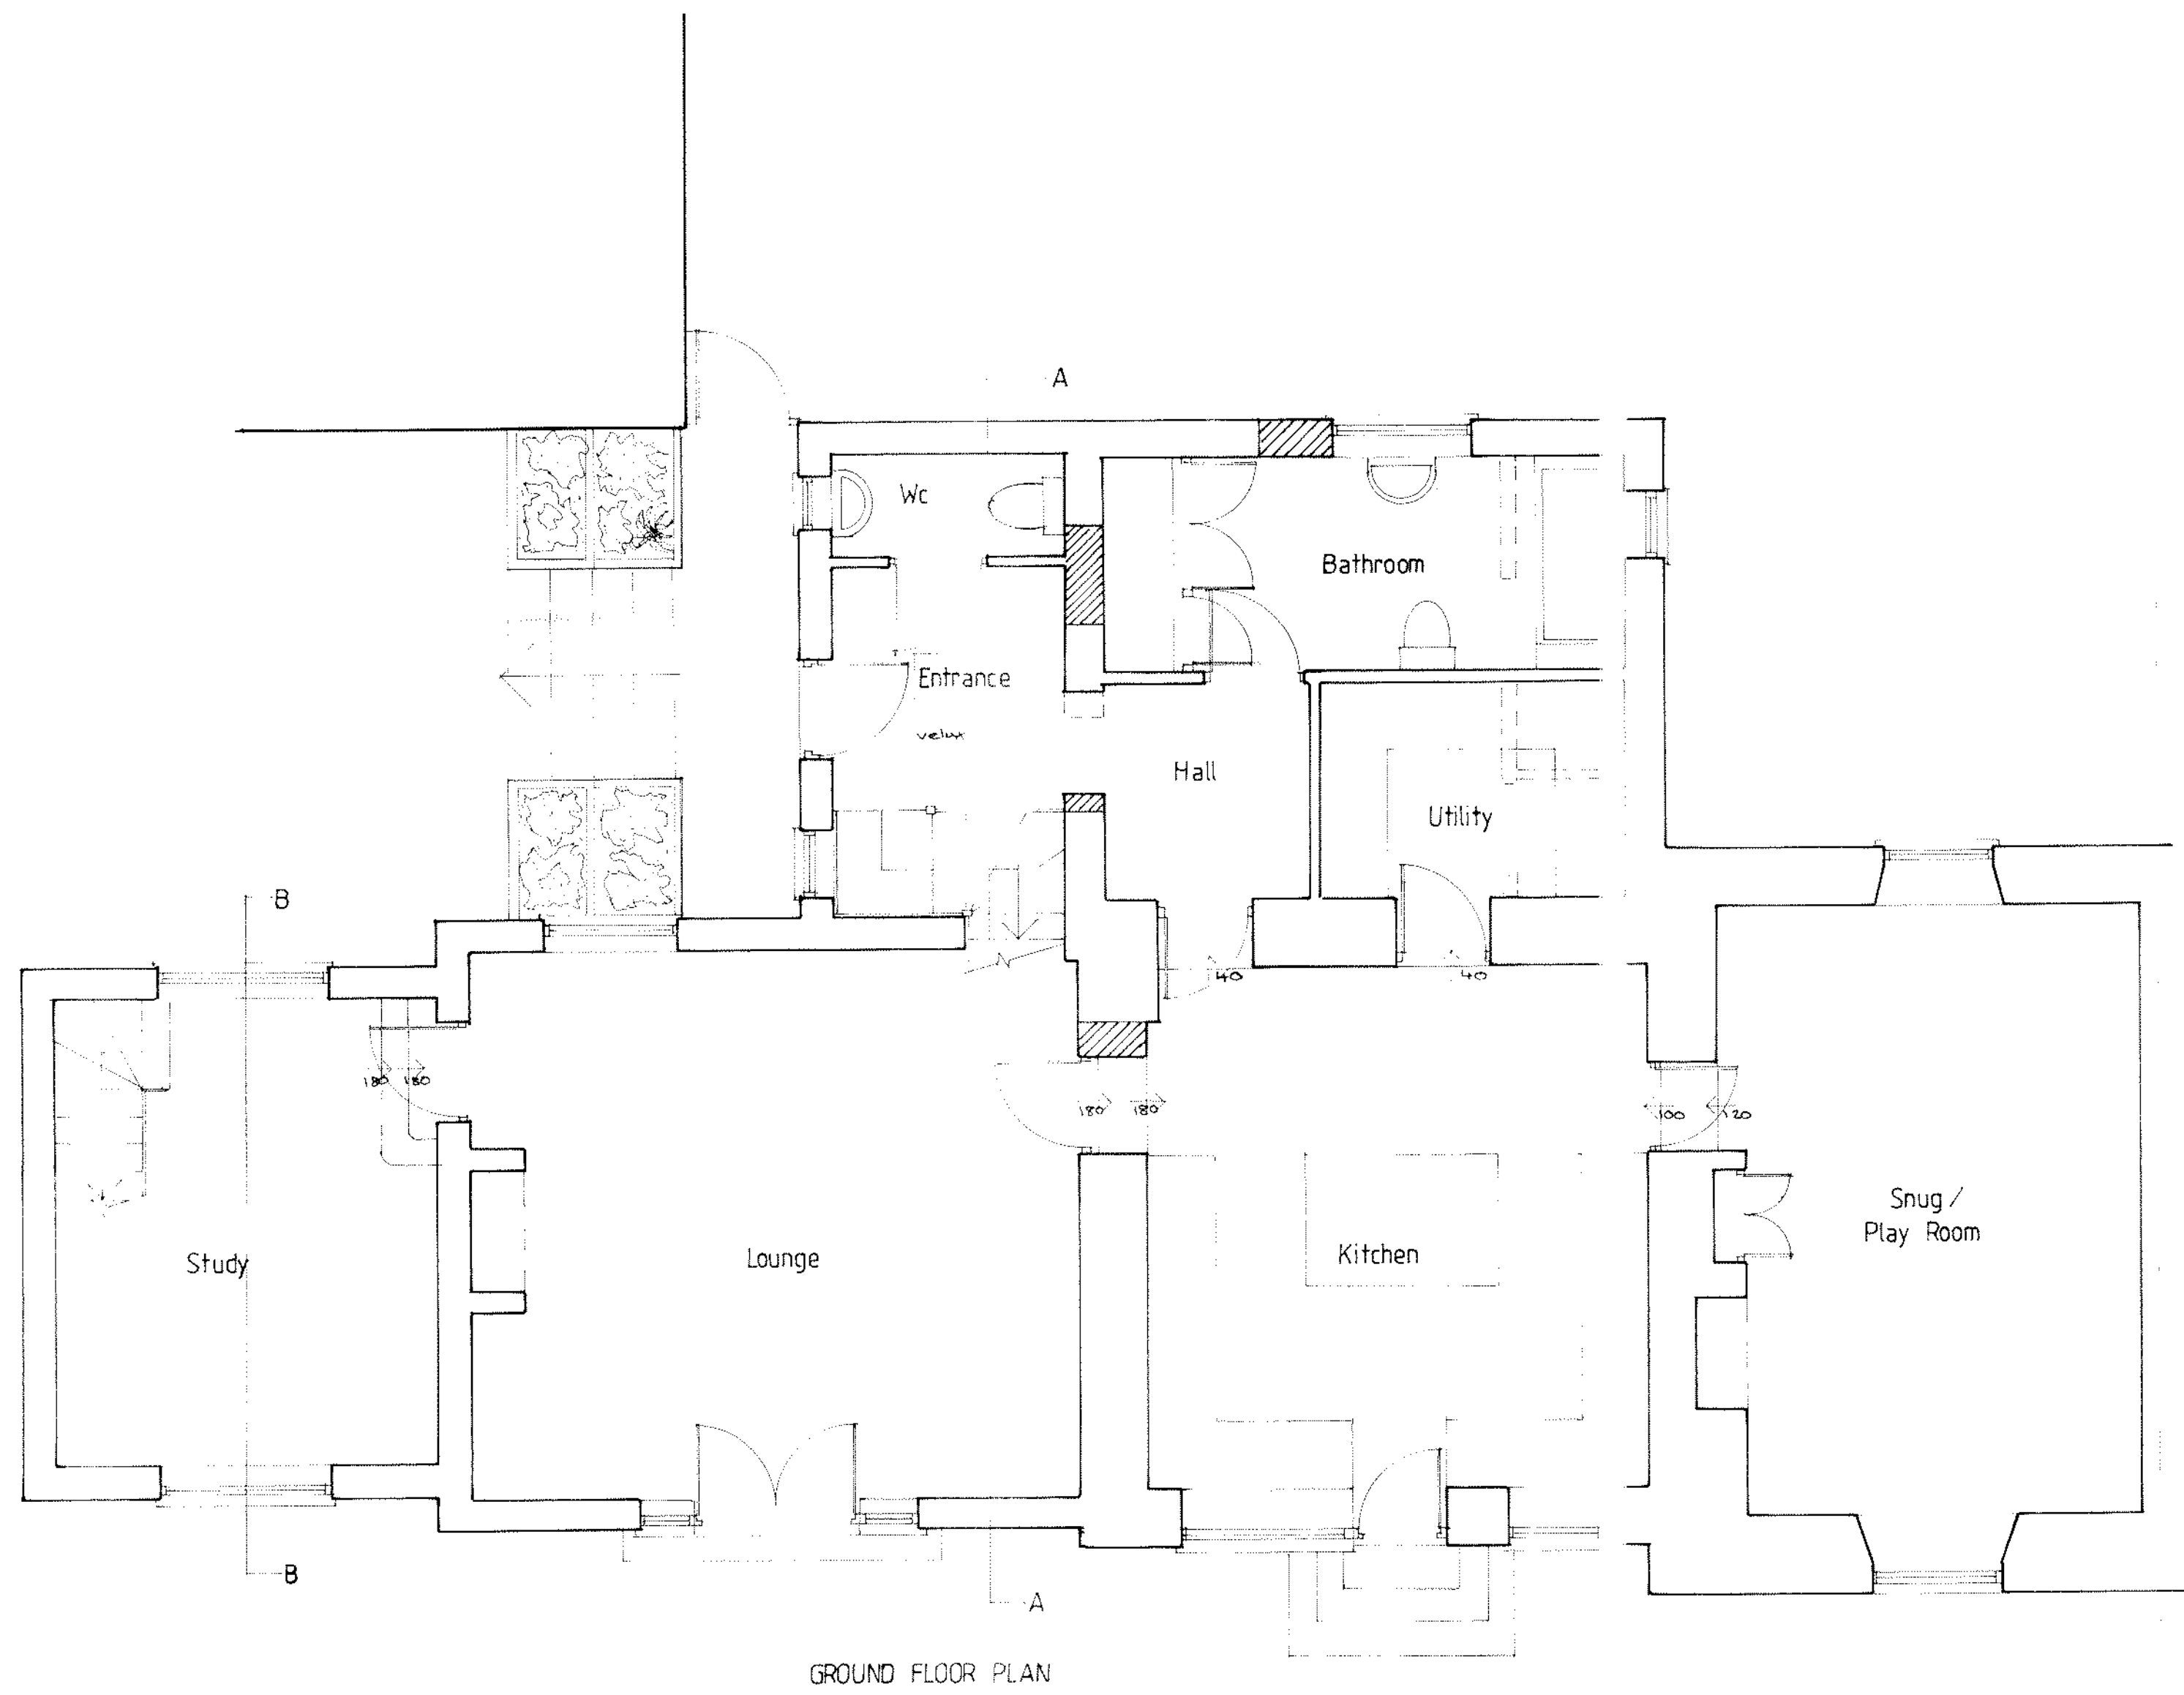 A
Wc
Bathroom
Entrance
velux
Hall
Utility
B
40
40
180
180
180
180
100
120
Snug /
Play Room
Study
Lounge
Kitchen
B
A
GROUND FLOOR PLAN